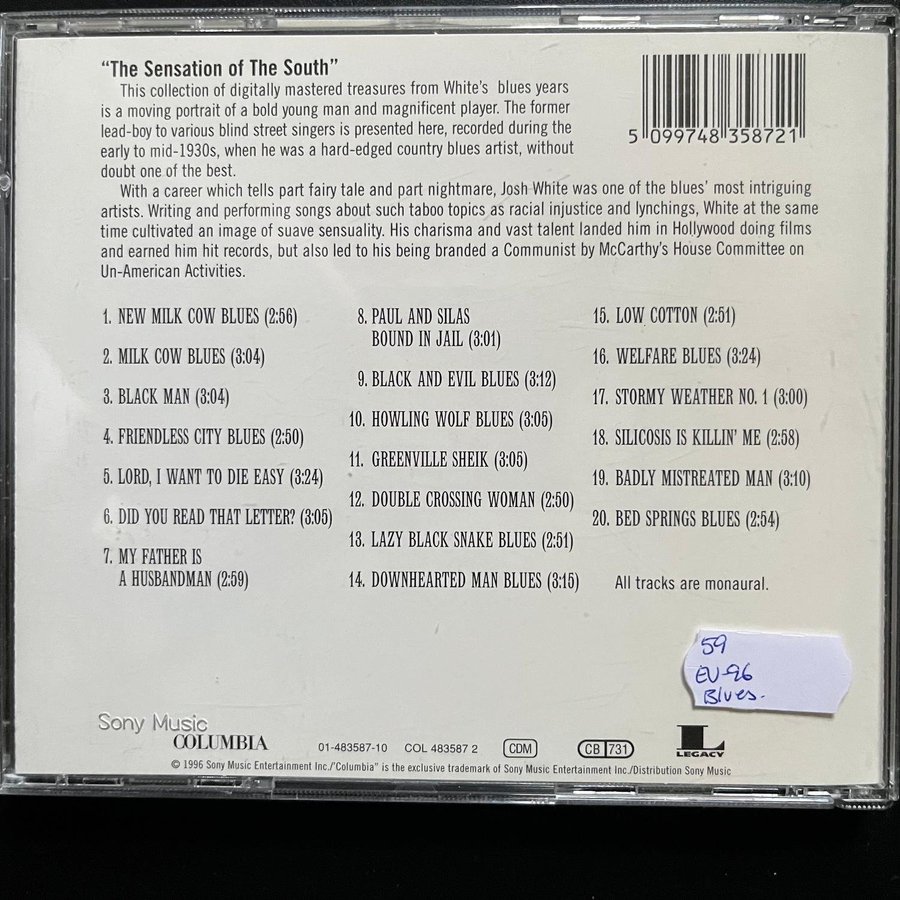 "The Sensation of The South"
This collection of digitally mastered treasures from White's blues years
is a moving portrait of a bold young man and magnificent player. The former
lead-boy to various blind street singers is presented here, recorded during the
early to mid-1930s, when he was a hard-edged country blues artist, without
doubt one of the best.
With a career which tells part fairy tale and part nightmare, Josh White was one of the blues' most intriguing
artists. Writing and performing songs about such taboo topics as racial injustice and lynchings, White at the same
time cultivated an image of suave sensuality. His charisma and vast talent landed him in Hollywood doing films
and earned him hit records, but also led to his being branded a Communist by McCarthy's House Committee on
Un-American Activities.
5 099748 358721
1. NEW MILK COW BLUES (2:56)
2. MILK COW BLUES (3:04)
3. BLACK MAN (3:04)
4. FRIENDLESS CITY BLUES (2:50)
5. LORD, I WANT TO DIE EASY (3:24)
6. DID YOU READ THAT LETTER? (3:05)
7. MY FATHER IS
A HUSBANDMAN (2:59)
8. PAUL AND SILAS
BOUND IN JAIL (3:01)
9. BLACK AND EVIL BLUES (3:12)
10. HOWLING WOLF BLUES (3:05)
11. GREENVILLE SHEIK (3:05)
12. DOUBLE CROSSING WOMAN (2:50)
13. LAZY BLACK SNAKE BLUES (2:51)
14. DOWNHEARTED MAN BLUES (3:15)
15. LOW COTTON (2:51)
16. WELFARE BLUES (3:24)
17. STORMY WEATHER NO. 1 (3:00)
18. SILICOSIS IS KILLIN' ME (2:58)
19. BADLY MISTREATED MAN (3:10)
20. BED SPRINGS BLUES (2:54)
All tracks are monaural.
59
EU-96
Blues.
Sony Music
COLUMBIA
01-483587-10 COL 483587 2 CDM CB 731
LEGACY
© 1996 Sony Music Entertainment Inc./"Columbia" is the exclusive trademark of Sony Music Entertainment Inc./Distribution Sony Music